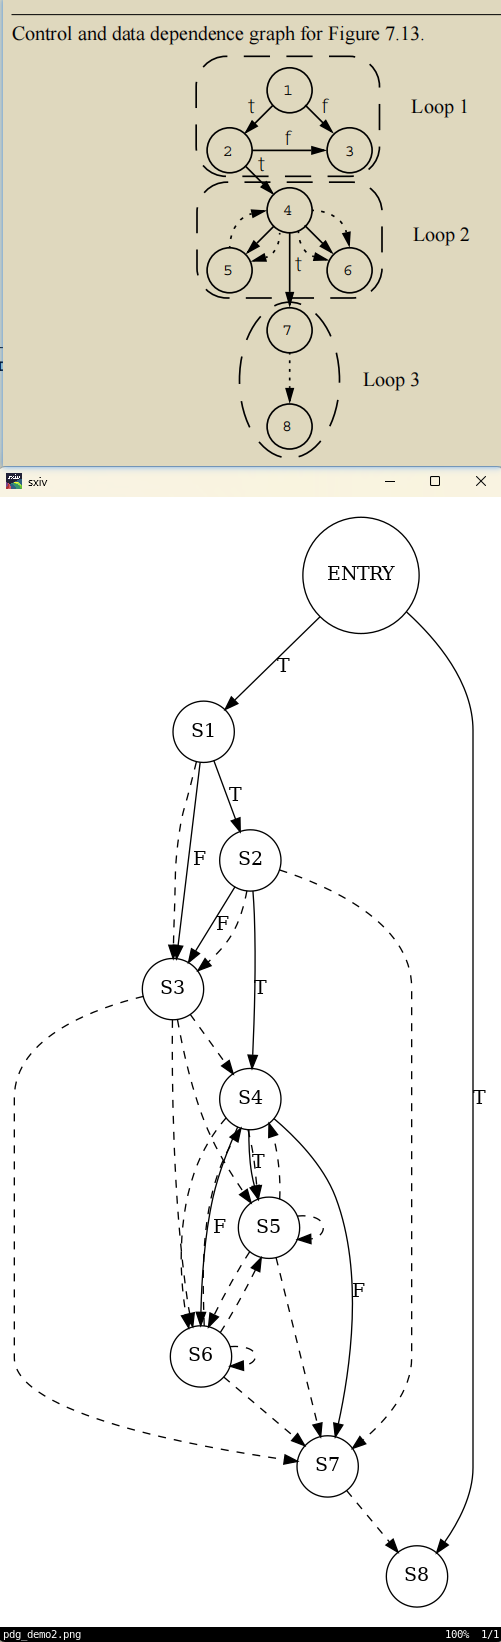 Control and data dependence graph for Figure 7.13.
1
Loop 1
t
f
2
f
3
t
4
Loop 2
5
t
6
7
Loop 3
8
sxiv
ENTRY
T
S1
T
F
S2
F
S3
T
S4
T
T
F
S5
F
S6
S7
S8
pdg_demo2.png 100% 1/1